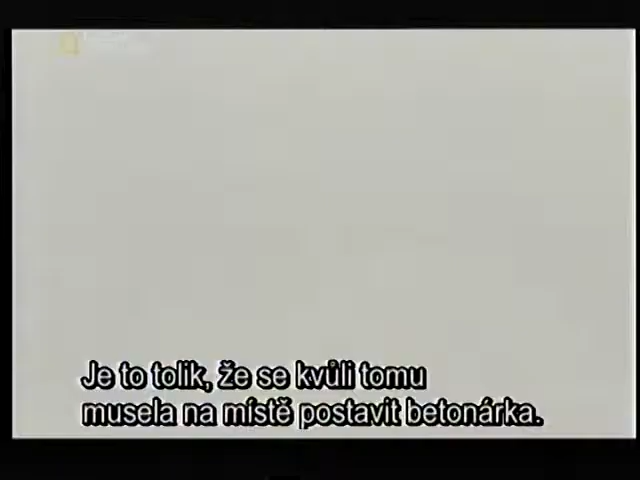 Je to tolik, že se kvůli tomu
musela na místě postavit betonárka.